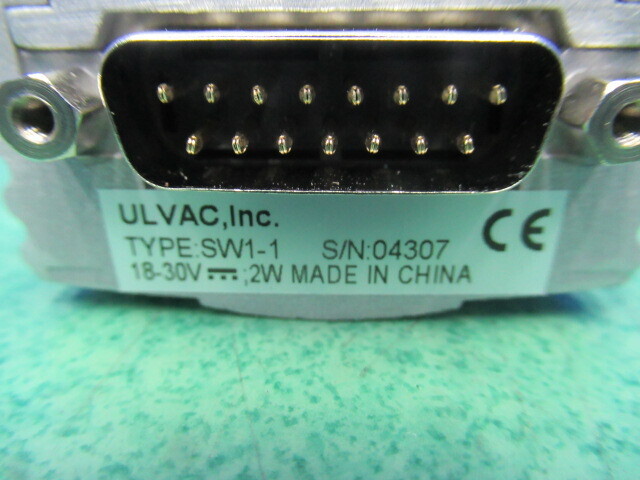 ULVAC,Inc.
TYPE:SW1-1 S/N:04307 CE
18-30V⎓;2W MADE IN CHINA